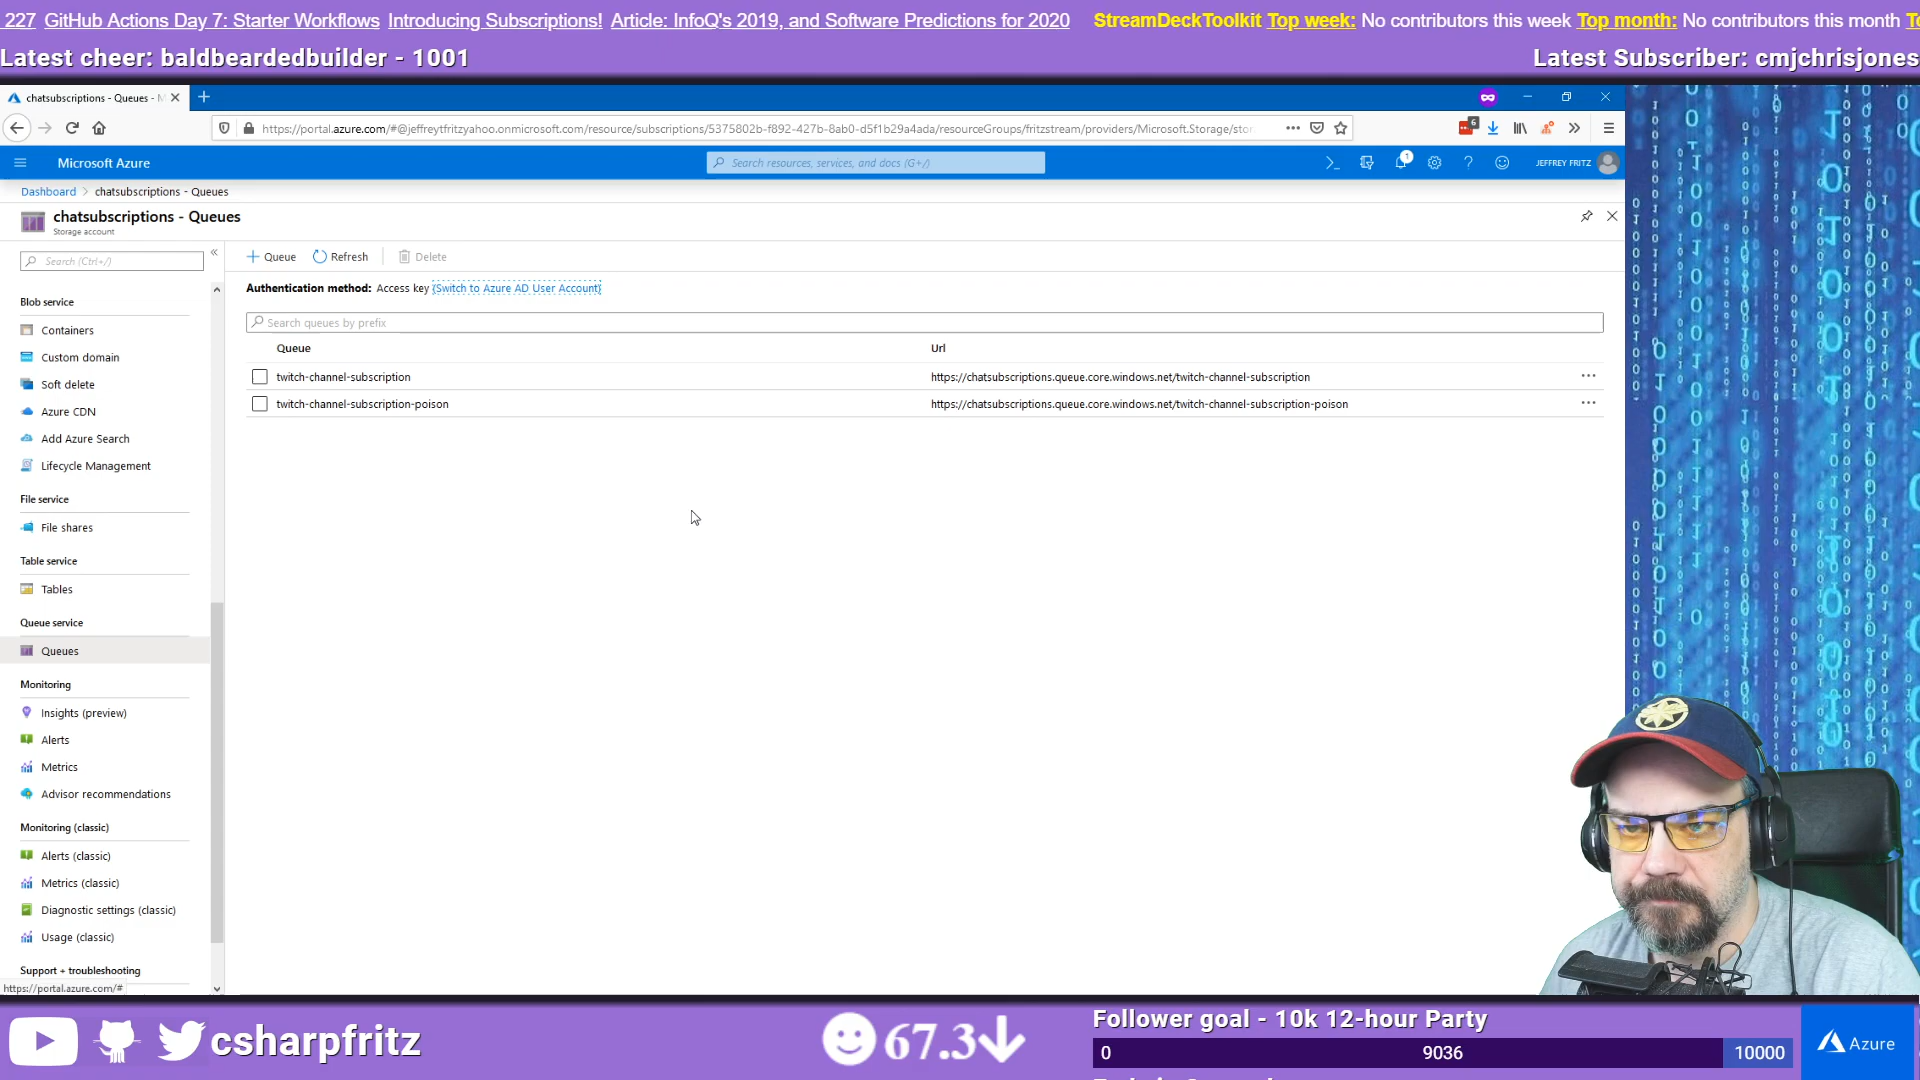 227 GitHub Actions Day 7: Starter Workflows Introducing Subscriptions! Article: InfoQ's 2019, and Software Predictions for 2020 StreamDeckToolkit Top week: No contributors this week Top month: No contributors this month
Latest cheer: baldbeardedbuilder - 1001
Latest Subscriber: cmjchrisjones
chatsubscriptions - Queues - M
https://portal.azure.com/#@jeffreytfritzyahoo.onmicrosoft.com/resource/subscriptions/5375802b-f892-427b-8ab0-d5f1b29a4ada/resourceGroups/fritzstream/providers/Microsoft.Storage/stor
6
Microsoft Azure
Search resources, services, and docs (G+/)
1
JEFFREY FRITZ
Dashboard > chatsubscriptions - Queues
chatsubscriptions - Queues
Storage account
Search (Ctrl+/)
Queue
Refresh
Delete
Authentication method: Access key (Switch to Azure AD User Account)
Search queues by prefix
Queue
Url
twitch-channel-subscription
https://chatsubscriptions.queue.core.windows.net/twitch-channel-subscription
twitch-channel-subscription-poison
https://chatsubscriptions.queue.core.windows.net/twitch-channel-subscription-poison
Blob service
Containers
Custom domain
Soft delete
Azure CDN
Add Azure Search
Lifecycle Management
File service
File shares
Table service
Tables
Queue service
Queues
Monitoring
Insights (preview)
Alerts
Metrics
Advisor recommendations
Monitoring (classic)
Alerts (classic)
Metrics (classic)
Diagnostic settings (classic)
Usage (classic)
Support + troubleshooting
https://portal.azure.com/#
csharpfritz
67.3
Follower goal - 10k 12-hour Party
0
9036
10000
Azure